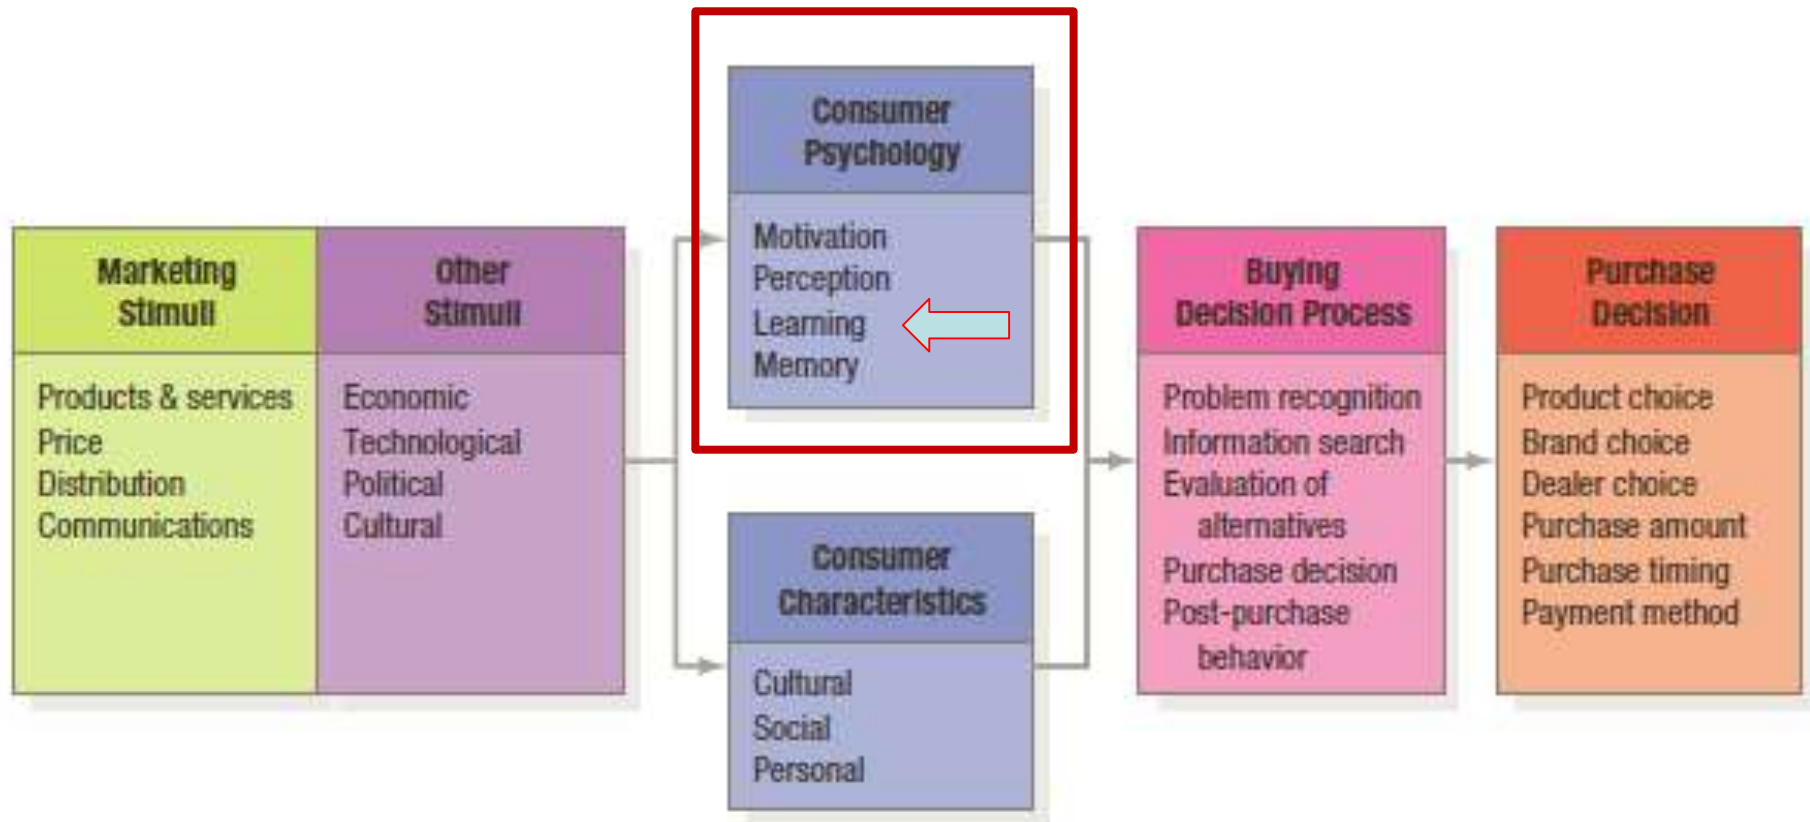 Marketing
Stimuli
Products & services
Price
Distribution
Communications
Other
Stimuli
Economic
Technological
Political
Cultural
Consumer
Psychology
Motivation
Perception
Learning
Memory
Consumer
Characteristics
Cultural
Social
Personal
Buying
Decision Process
Problem recognition
Information search
Evaluation of
alternatives
Purchase decision
Post-purchase
behavior
Purchase
Decision
Product choice
Brand choice
Dealer choice
Purchase amount
Purchase timing
Payment method